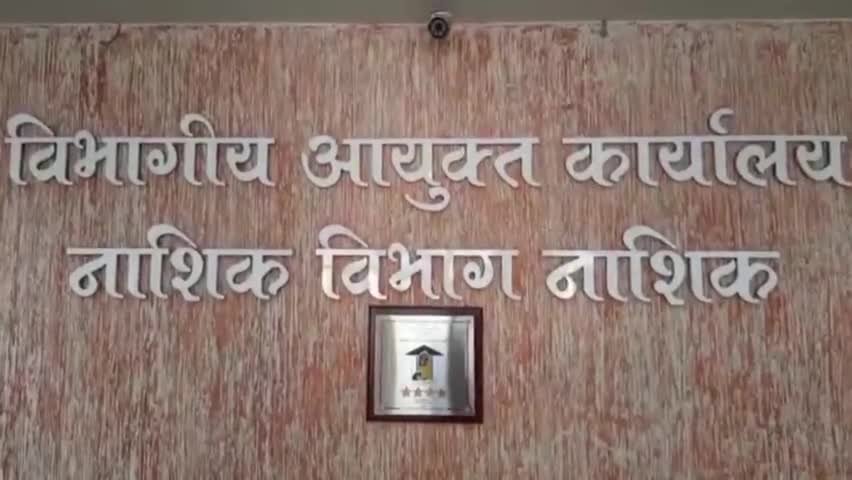 विभागीय आयुक्त कार्यालय
नाशिक विभाग नाशिक